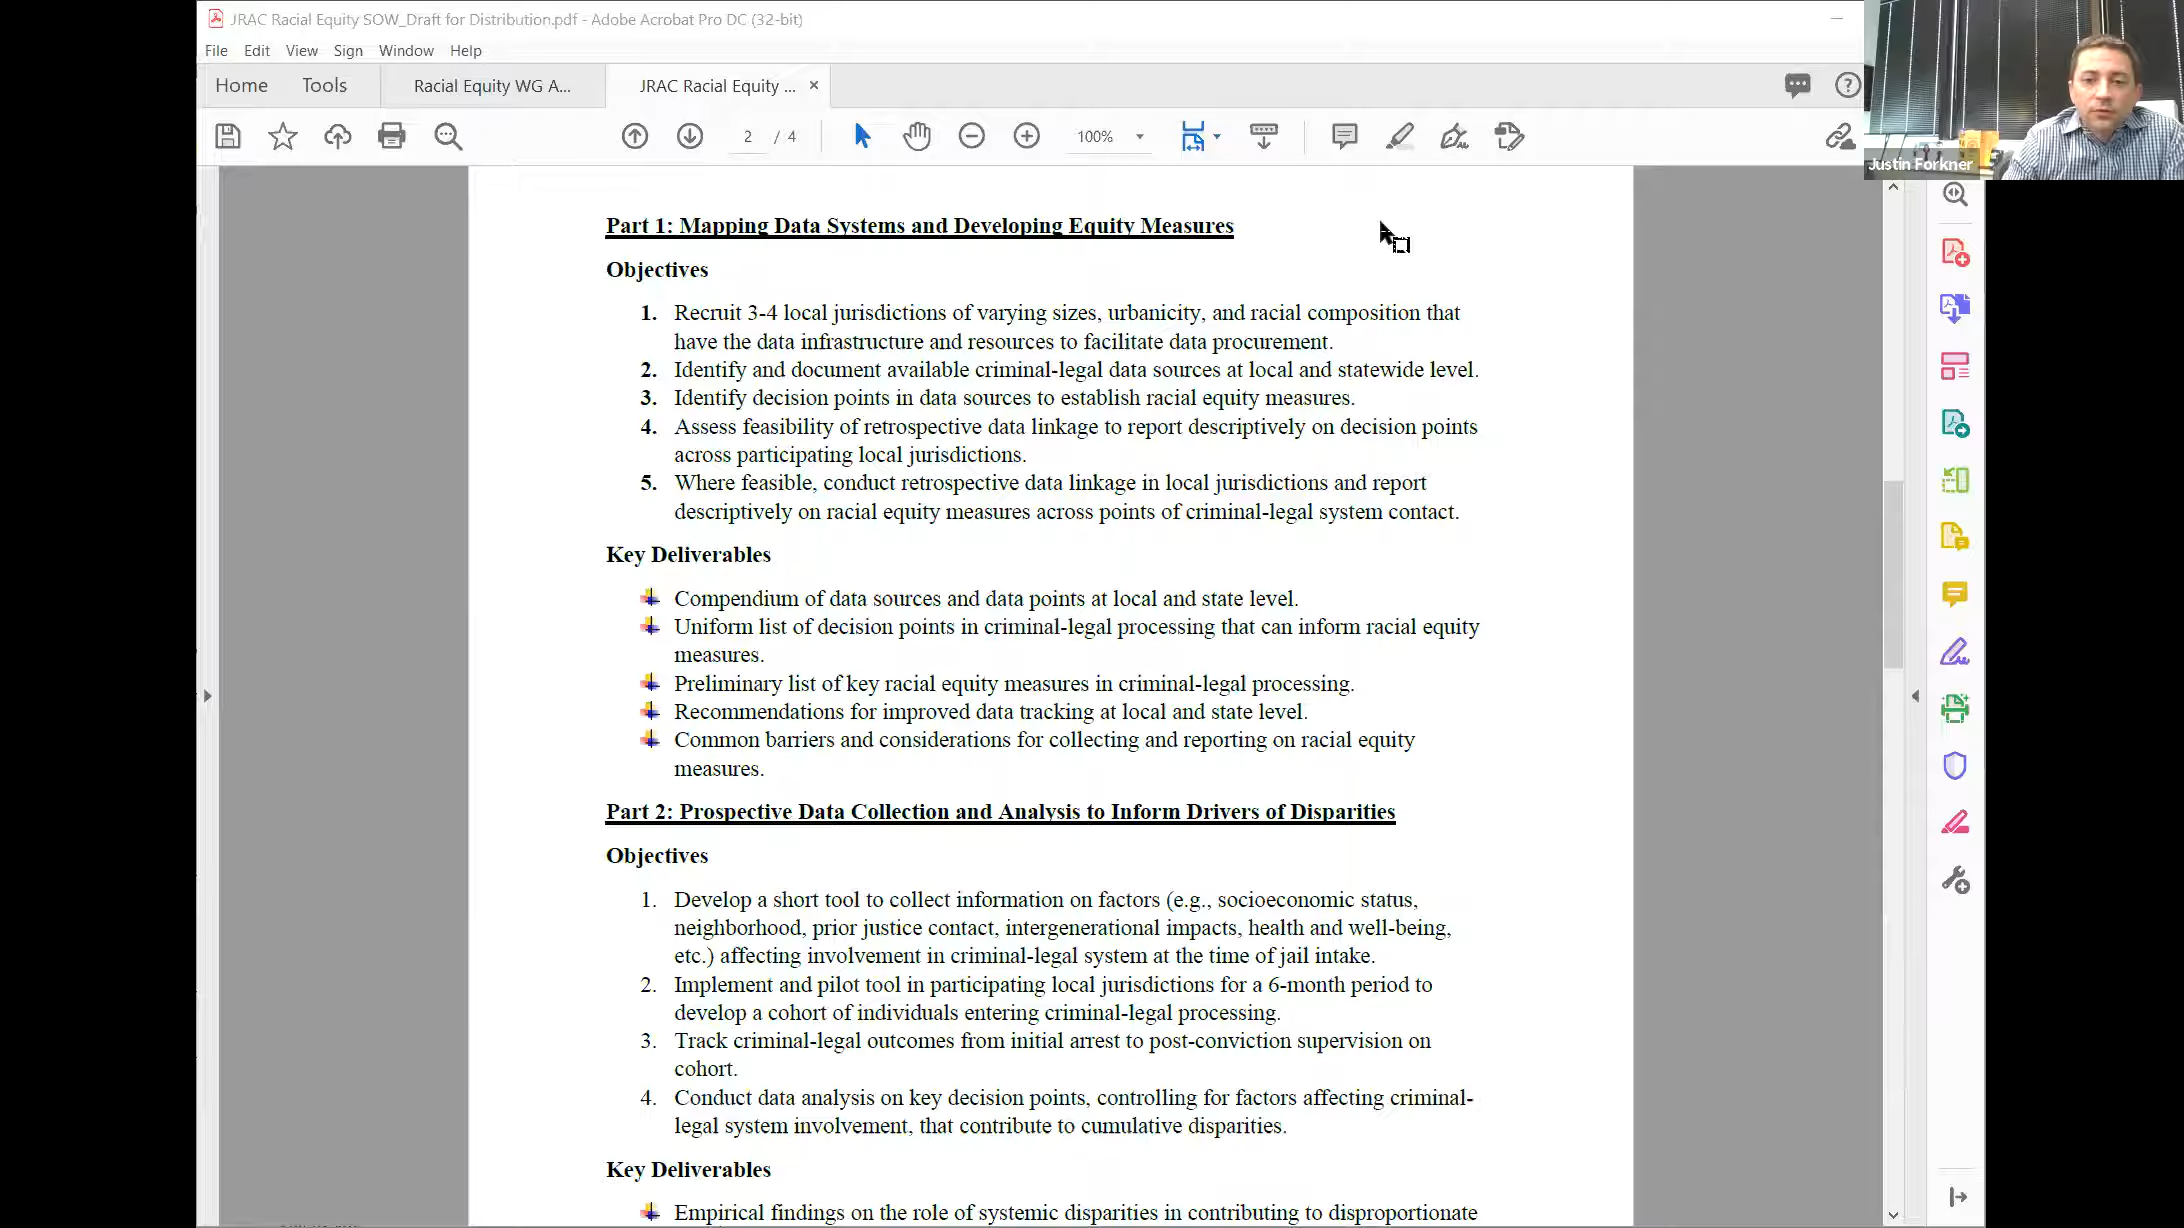 JRAC Racial Equity SOW_Draft for Distribution.pdf - Adobe Acrobat Pro DC (32-bit)
File Edit View Sign Window Help
Home Tools Racial Equity WG A... JRAC Racial Equity ... ×
2 / 4 100%
Justin Forkner
Part 1: Mapping Data Systems and Developing Equity Measures
Objectives
1. Recruit 3-4 local jurisdictions of varying sizes, urbanicity, and racial composition that
have the data infrastructure and resources to facilitate data procurement.
2. Identify and document available criminal-legal data sources at local and statewide level.
3. Identify decision points in data sources to establish racial equity measures.
4. Assess feasibility of retrospective data linkage to report descriptively on decision points
across participating local jurisdictions.
5. Where feasible, conduct retrospective data linkage in local jurisdictions and report
descriptively on racial equity measures across points of criminal-legal system contact.
Key Deliverables
Compendium of data sources and data points at local and state level.
Uniform list of decision points in criminal-legal processing that can inform racial equity
measures.
Preliminary list of key racial equity measures in criminal-legal processing.
Recommendations for improved data tracking at local and state level.
Common barriers and considerations for collecting and reporting on racial equity
measures.
Part 2: Prospective Data Collection and Analysis to Inform Drivers of Disparities
Objectives
1. Develop a short tool to collect information on factors (e.g., socioeconomic status,
neighborhood, prior justice contact, intergenerational impacts, health and well-being,
etc.) affecting involvement in criminal-legal system at the time of jail intake.
2. Implement and pilot tool in participating local jurisdictions for a 6-month period to
develop a cohort of individuals entering criminal-legal processing.
3. Track criminal-legal outcomes from initial arrest to post-conviction supervision on
cohort.
4. Conduct data analysis on key decision points, controlling for factors affecting criminal-
legal system involvement, that contribute to cumulative disparities.
Key Deliverables
Empirical findings on the role of systemic disparities in contributing to disproportionate